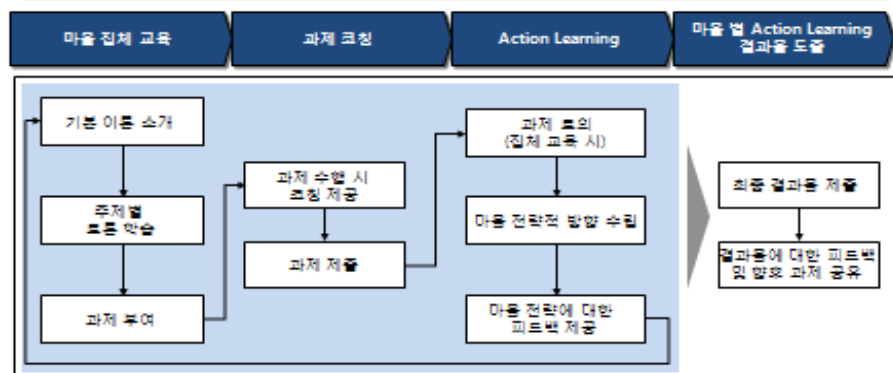 마을 집체 교육
과제 코칭
Action Learning
마을 별 Action Learning
결과물 도출
기본 이론 소개
주제별
토론 학습
과제 부여
과제 수행 시
코칭 제공
과제 제출
과제 토의
(집체 교육 시)
마을 전략적 방향 수립
마을 전략에 대한
피드백 제공
최종 결과물 제출
결과물에 대한 피드백
및 향후 과제 공유